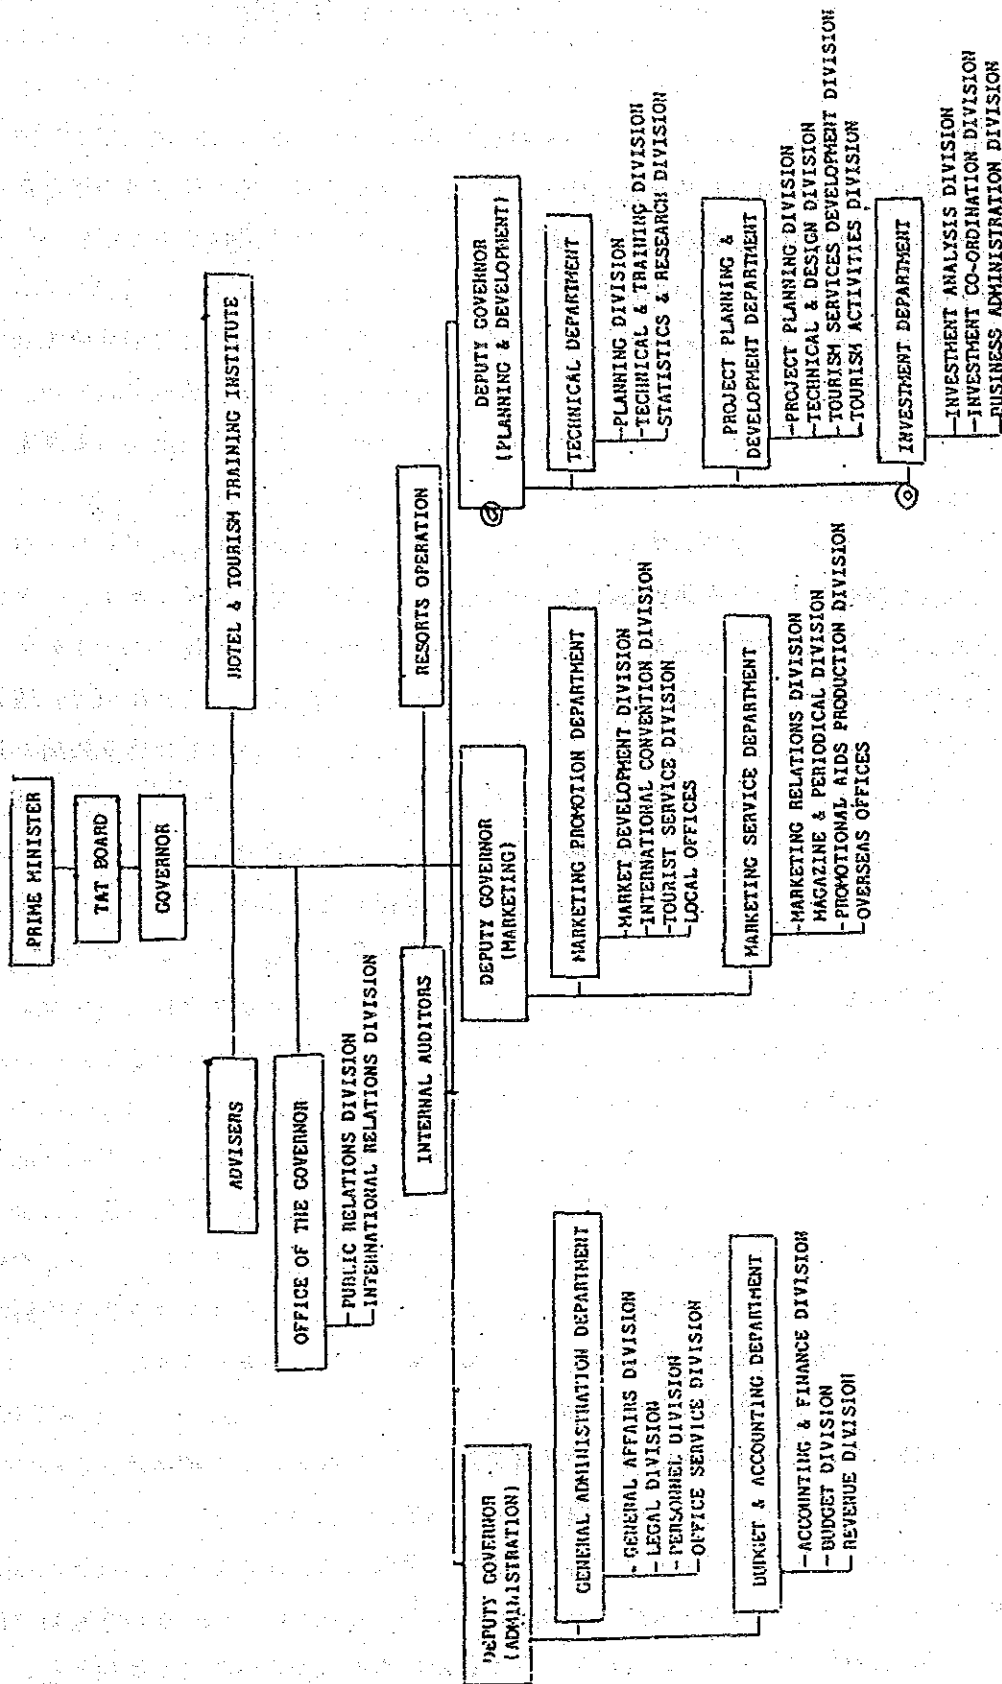 PRIME MINISTER
TAT BOARD
GOVERNOR
ADVISERS
HOTEL & TOURISM TRAINING INSTITUTE
OFFICE OF THE GOVERNOR
PUBLIC RELATIONS DIVISION
INTERNATIONAL RELATIONS DIVISION
INTERNAL AUDITORS
RESORTS OPERATION
DEPUTY GOVERNOR
(ADMINISTRATION)
GENERAL ADMINISTRATION DEPARTMENT
GENERAL AFFAIRS DIVISION
LEGAL DIVISION
PERSONNEL DIVISION
OFFICE SERVICE DIVISION
BUDGET & ACCOUNTING DEPARTMENT
ACCOUNTING & FINANCE DIVISION
BUDGET DIVISION
REVENUE DIVISION
DEPUTY GOVERNOR
(MARKETING)
MARKETING PROMOTION DEPARTMENT
MARKET DEVELOPMENT DIVISION
INTERNATIONAL CONVENTION DIVISION
TOURIST SERVICE DIVISION
LOCAL OFFICES
MARKETING SERVICE DEPARTMENT
MARKETING RELATIONS DIVISION
MAGAZINE & PERIODICAL DIVISION
PROMOTIONAL AIDS PRODUCTION DIVISION
OVERSEAS OFFICES
DEPUTY GOVERNOR
(PLANNING & DEVELOPMENT)
TECHNICAL DEPARTMENT
PLANNING DIVISION
TECHNICAL & TRAINING DIVISION
STATISTICS & RESEARCH DIVISION
PROJECT PLANNING &
DEVELOPMENT DEPARTMENT
PROJECT PLANNING DIVISION
TECHNICAL & DESIGN DIVISION
TOURISM SERVICES DEVELOPMENT DIVISION
TOURISM ACTIVITIES DIVISION
INVESTMENT DEPARTMENT
INVESTMENT ANALYSIS DIVISION
INVESTMENT CO-ORDINATION DIVISION
BUSINESS ADMINISTRATION DIVISION